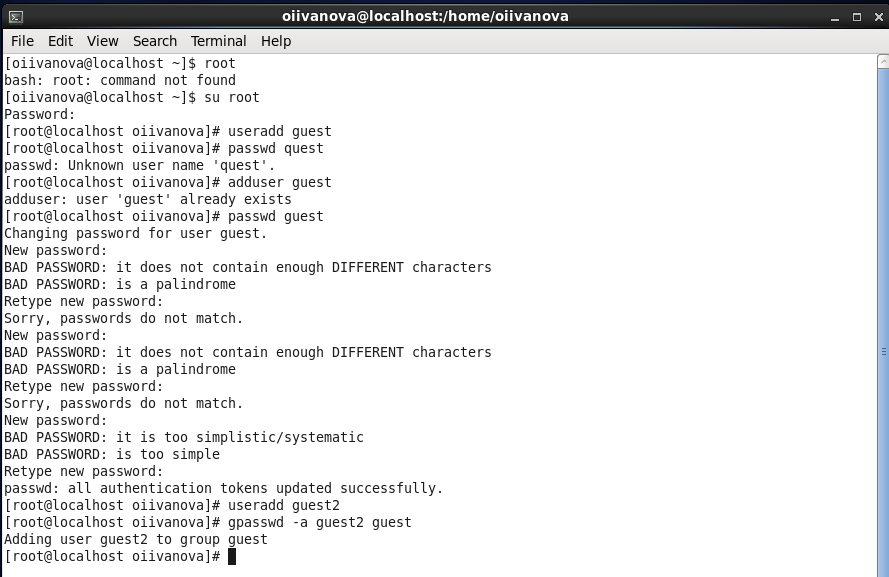 oiivanova@localhost:/home/oiivanova
File Edit View Search Terminal Help
[oiivanova@localhost ~]$ root
bash: root: command not found
[oiivanova@localhost ~]$ su root
Password:
[root@localhost oiivanova]# useradd guest
[root@localhost oiivanova]# passwd quest
passwd: Unknown user name 'quest'.
[root@localhost oiivanova]# adduser guest
adduser: user 'guest' already exists
[root@localhost oiivanova]# passwd guest
Changing password for user guest.
New password:
BAD PASSWORD: it does not contain enough DIFFERENT characters
BAD PASSWORD: is a palindrome
Retype new password:
Sorry, passwords do not match.
New password:
BAD PASSWORD: it does not contain enough DIFFERENT characters
BAD PASSWORD: is a palindrome
Retype new password:
Sorry, passwords do not match.
New password:
BAD PASSWORD: it is too simplistic/systematic
BAD PASSWORD: is too simple
Retype new password:
passwd: all authentication tokens updated successfully.
[root@localhost oiivanova]# useradd guest2
[root@localhost oiivanova]# gpasswd -a guest2 guest
Adding user guest2 to group guest
[root@localhost oiivanova]#